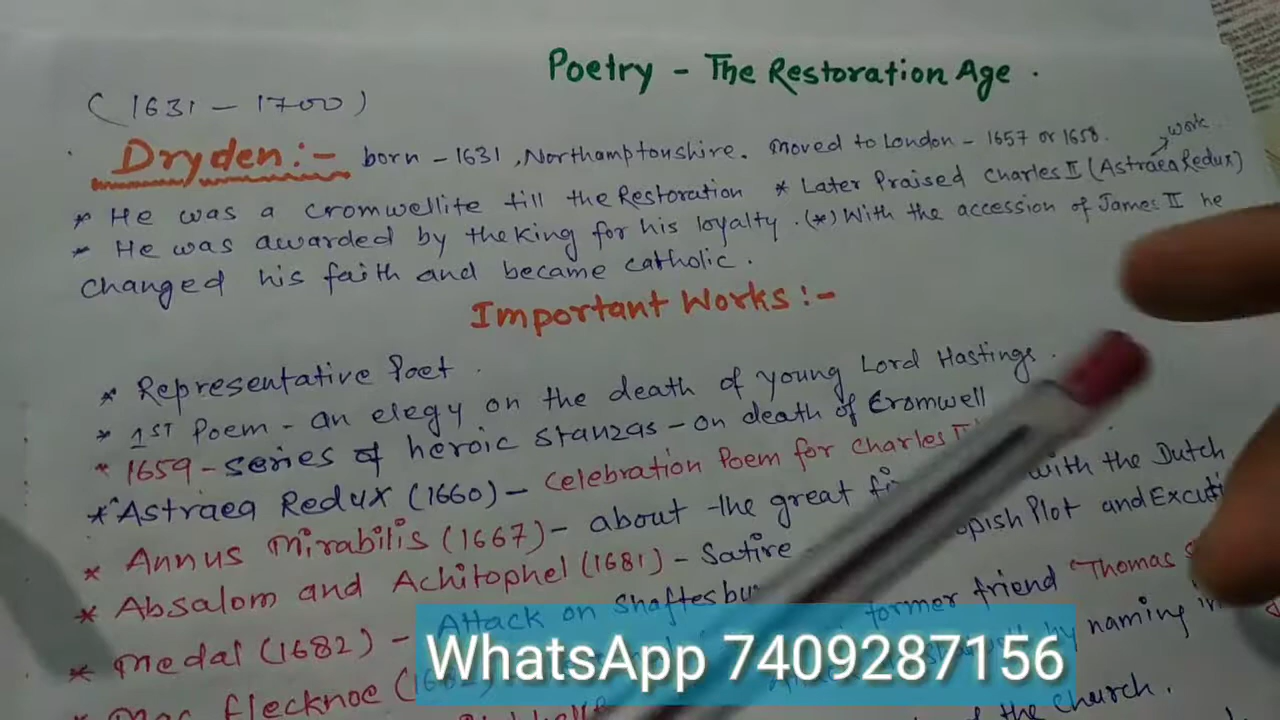 Poetry - The Restoration Age .
(1631 - 1700)
Dryden :- born - 1631, Northamptonshire. Moved to London - 1657 or 1658.
work
* He was a cromwellite till the Restoration * Later Praised Charles II (Astraea Redux)
* He was awarded by the King for his loyalty. (*) With the accession of James II he
changed his faith and became catholic.
Important Works :-
* Representative Poet .
* 1ST Poem - an elegy on the death of young Lord Hastings .
* 1659 - series of heroic stanzas - on death of Cromwell
* Astraea Redux (1660) - celebration Poem for Charles II
* Annus Mirabilis (1667) - about the great with the Dutch
* Absalom and Achitophel (1681) - Satire Plot and
* Medal (1682) - Attack on former friend "Thomas
Flecknoe by naming
the church.
WhatsApp 7409287156